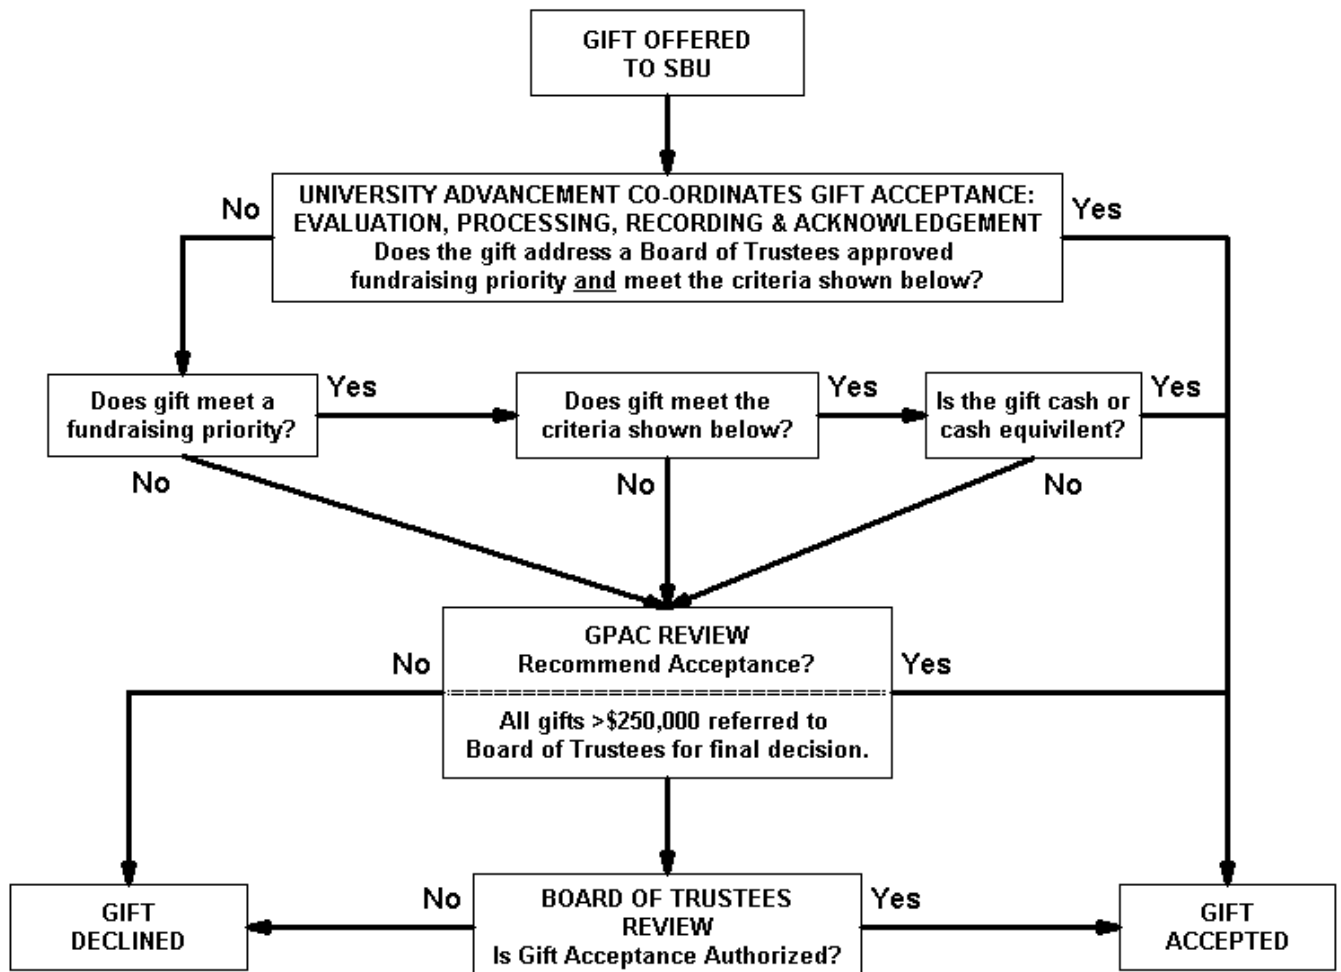 GIFT OFFERED
TO SBU
UNIVERSITY ADVANCEMENT CO-ORDINATES GIFT ACCEPTANCE:
EVALUATION, PROCESSING, RECORDING & ACKNOWLEDGEMENT
Does the gift address a Board of Trustees approved
fundraising priority and meet the criteria shown below?
No
Yes
Does gift meet a
fundraising priority?
Yes
No
Does gift meet the
criteria shown below?
Yes
No
Is the gift cash or
cash equivilent?
Yes
No
GPAC REVIEW
Recommend Acceptance?
No
Yes
All gifts >$250,000 referred to
Board of Trustees for final decision.
GIFT
DECLINED
No
BOARD OF TRUSTEES
REVIEW
Is Gift Acceptance Authorized?
Yes
GIFT
ACCEPTED